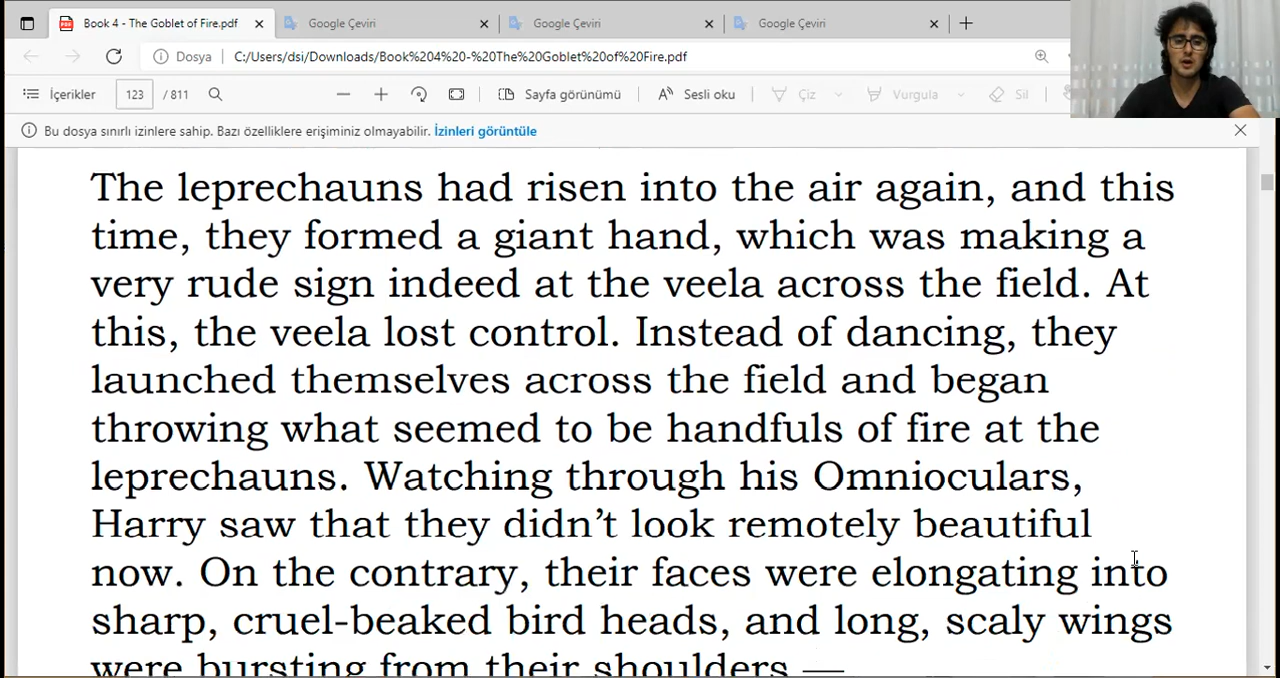 Book 4 - The Goblet of Fire.pdf
Google Çeviri
Google Çeviri
Google Çeviri
Dosya C:/Users/dsi/Downloads/Book%204%20-%20The%20Goblet%20of%20Fire.pdf
İçerikler 123 / 811 Sayfa görünümü A Sesli oku Çiz Vurgula Sil
Bu dosya sınırlı izinlere sahip. Bazı özelliklere erişiminiz olmayabilir. İzinleri görüntüle
The leprechauns had risen into the air again, and this
time, they formed a giant hand, which was making a
very rude sign indeed at the veela across the field. At
this, the veela lost control. Instead of dancing, they
launched themselves across the field and began
throwing what seemed to be handfuls of fire at the
leprechauns. Watching through his Omnioculars,
Harry saw that they didn’t look remotely beautiful
now. On the contrary, their faces were elongating into
sharp, cruel-beaked bird heads, and long, scaly wings
were bursting from their shoulders —